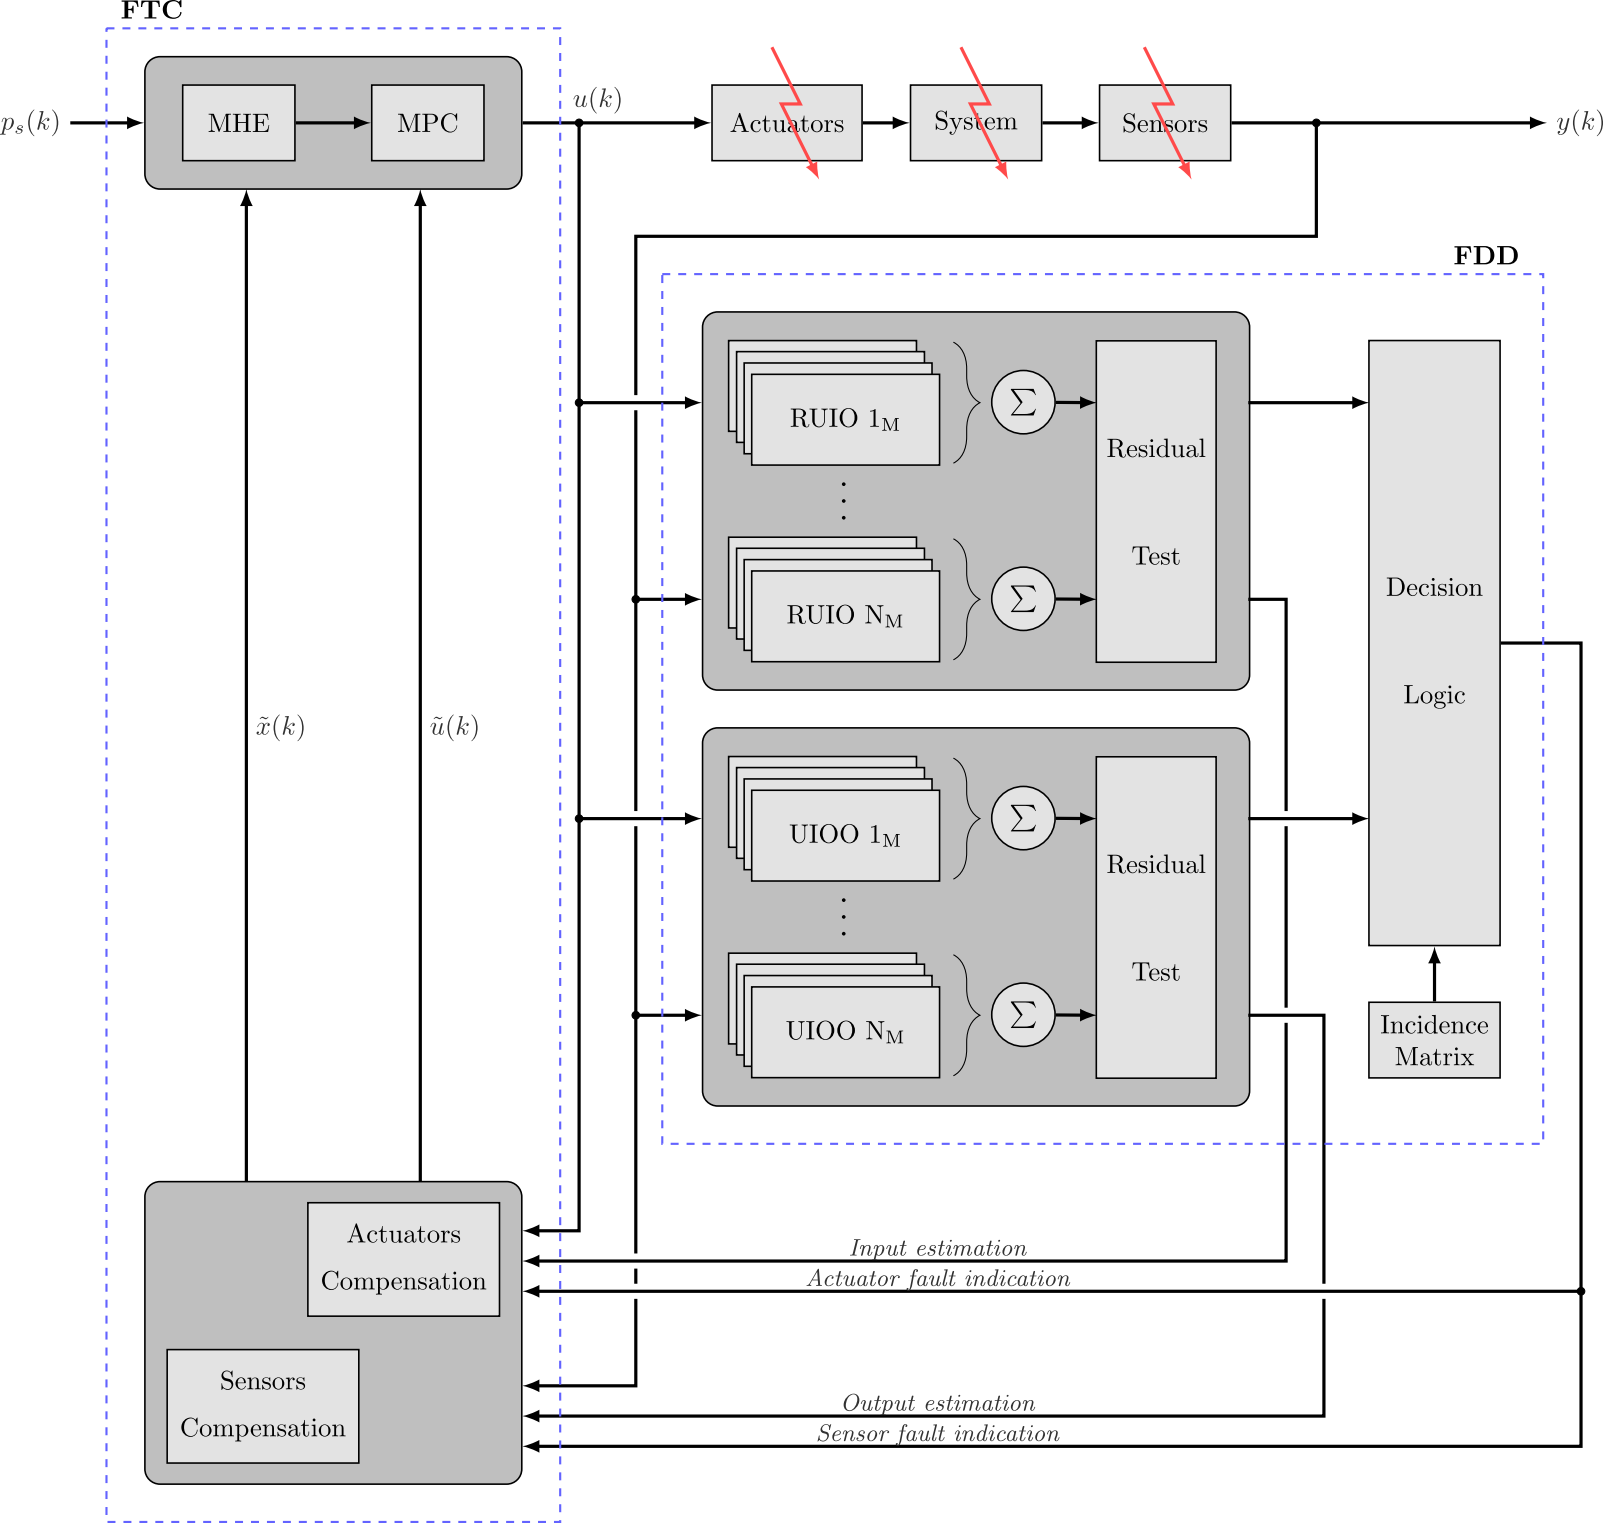 FTC
p_s(k)
MHE
MPC
u(k)
Actuators
System
Sensors
y(k)
FDD
RUIO 1_M
Σ
Residual
Test
RUIO N_M
Σ
Decision
Logic
x̃(k)
ũ(k)
UIOO 1_M
Σ
Residual
Test
UIOO N_M
Σ
Incidence
Matrix
Actuators
Compensation
Input estimation
Actuator fault indication
Sensors
Compensation
Output estimation
Sensor fault indication